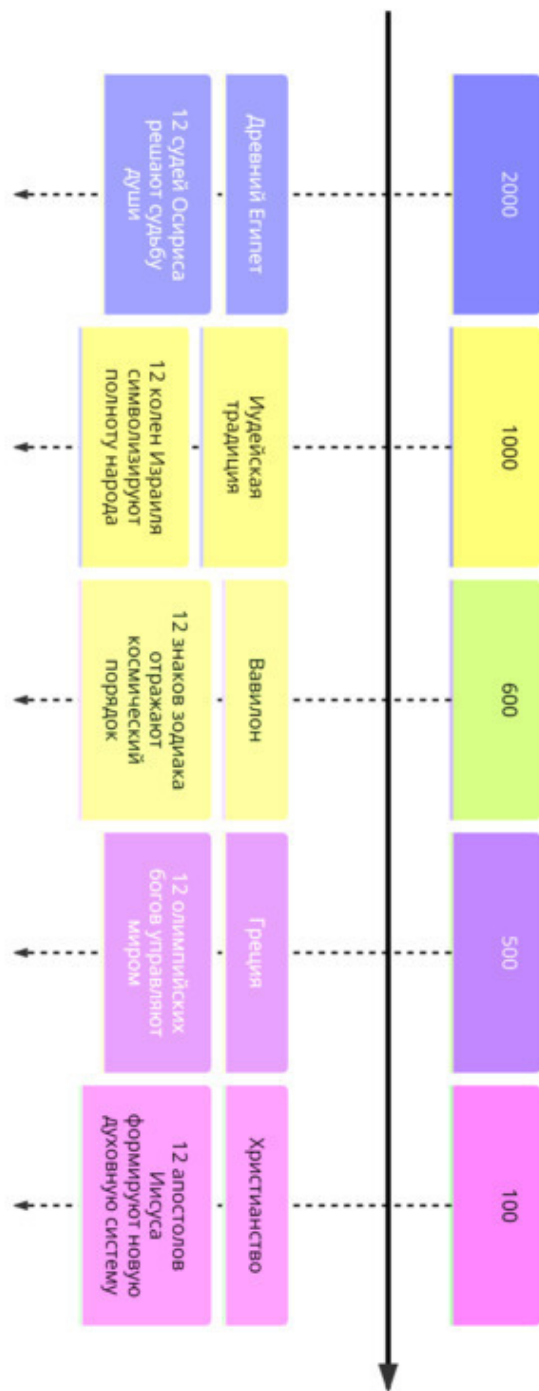 2000
Древний Египет
12 судей Осириса
решают судьбу
души
1000
Иудейская
традиция
12 колен Израиля
символизируют
полноту народа
600
Вавилон
12 знаков зодиака
отражают
космический
порядок
500
Греция
12 олимпийских
богов управляют
миром
100
Христианство
12 апостолов
Иисуса
формируют новую
духовную систему